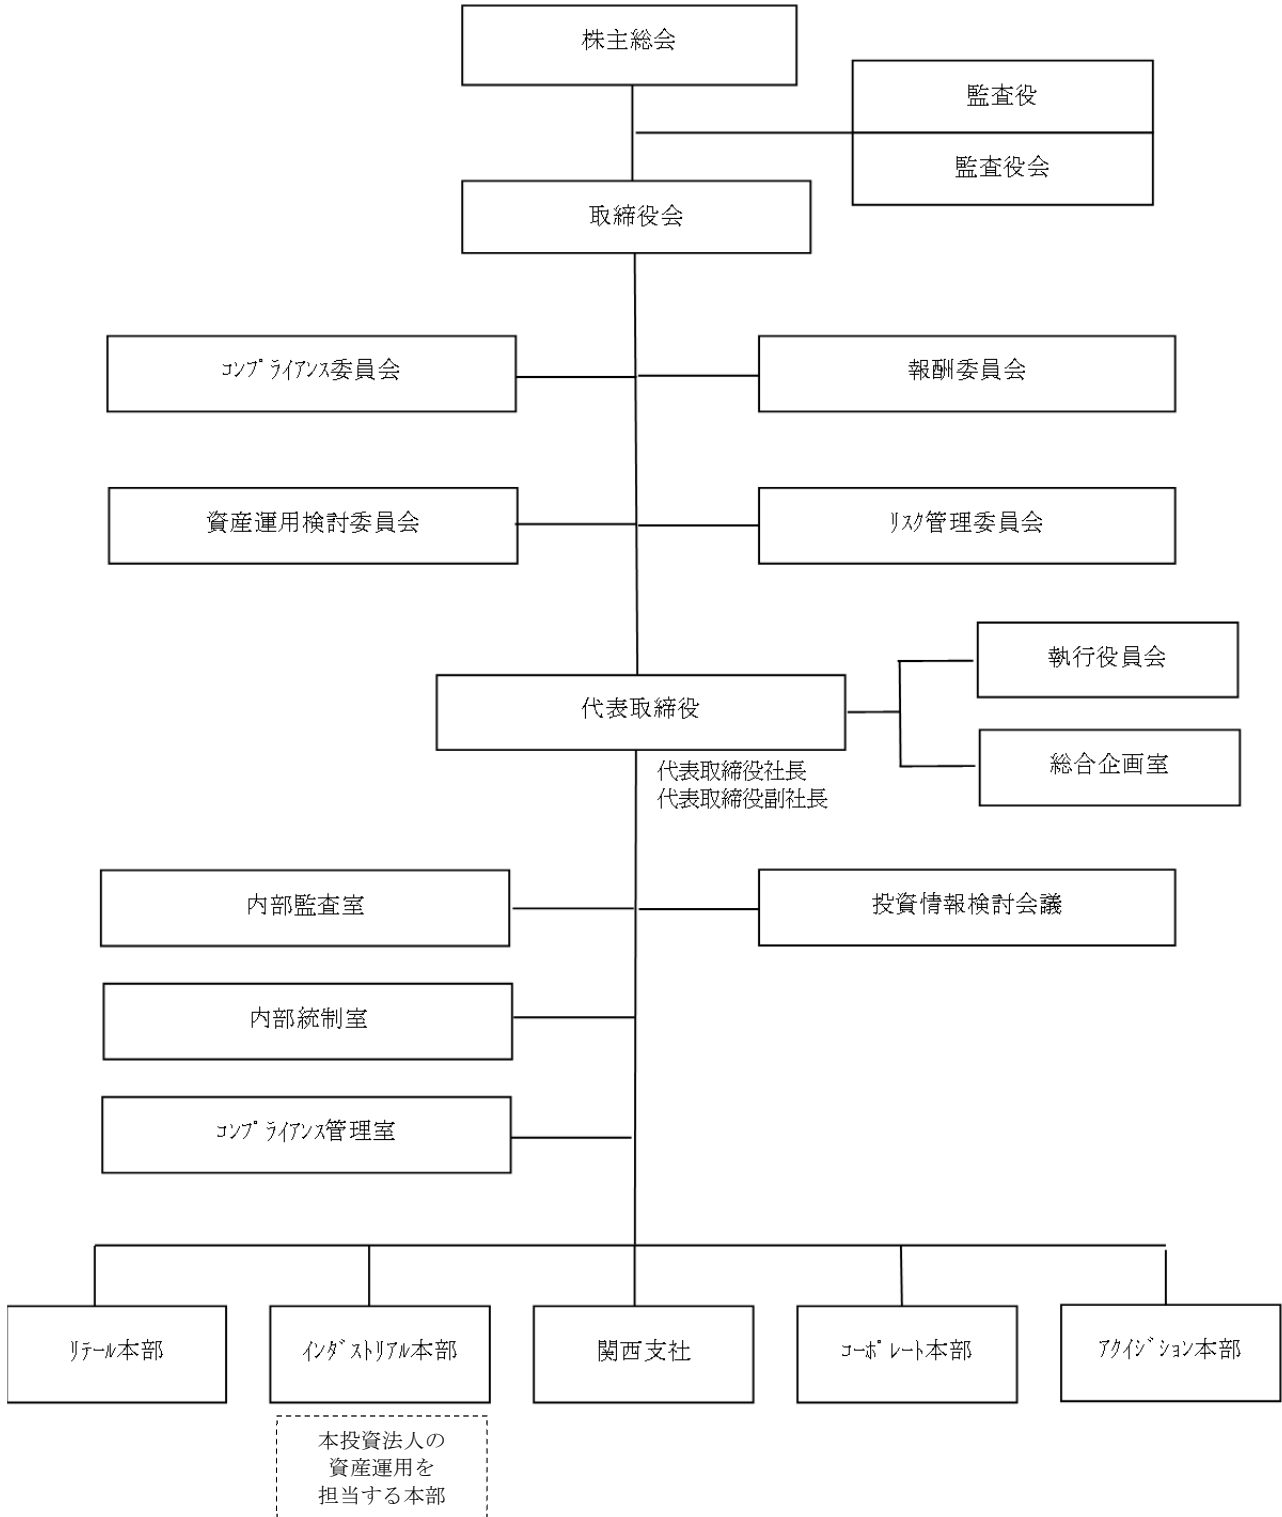 株主総会
監査役
監査役会
取締役会
ｺﾝﾌﾟﾗｲｱﾝｽ委員会
報酬委員会
資産運用検討委員会
ﾘｽｸ管理委員会
執行役員会
代表取締役
総合企画室
代表取締役社長
代表取締役副社長
内部監査室
投資情報検討会議
内部統制室
ｺﾝﾌﾟﾗｲｱﾝｽ管理室
ﾘﾃｰﾙ本部
ｲﾝﾀﾞｽﾄﾘｱﾙ本部
関西支社
ｺｰﾎﾟﾚｰﾄ本部
ｱｸｲｼﾞｼｮﾝ本部
本投資法人の
資産運用を
担当する本部